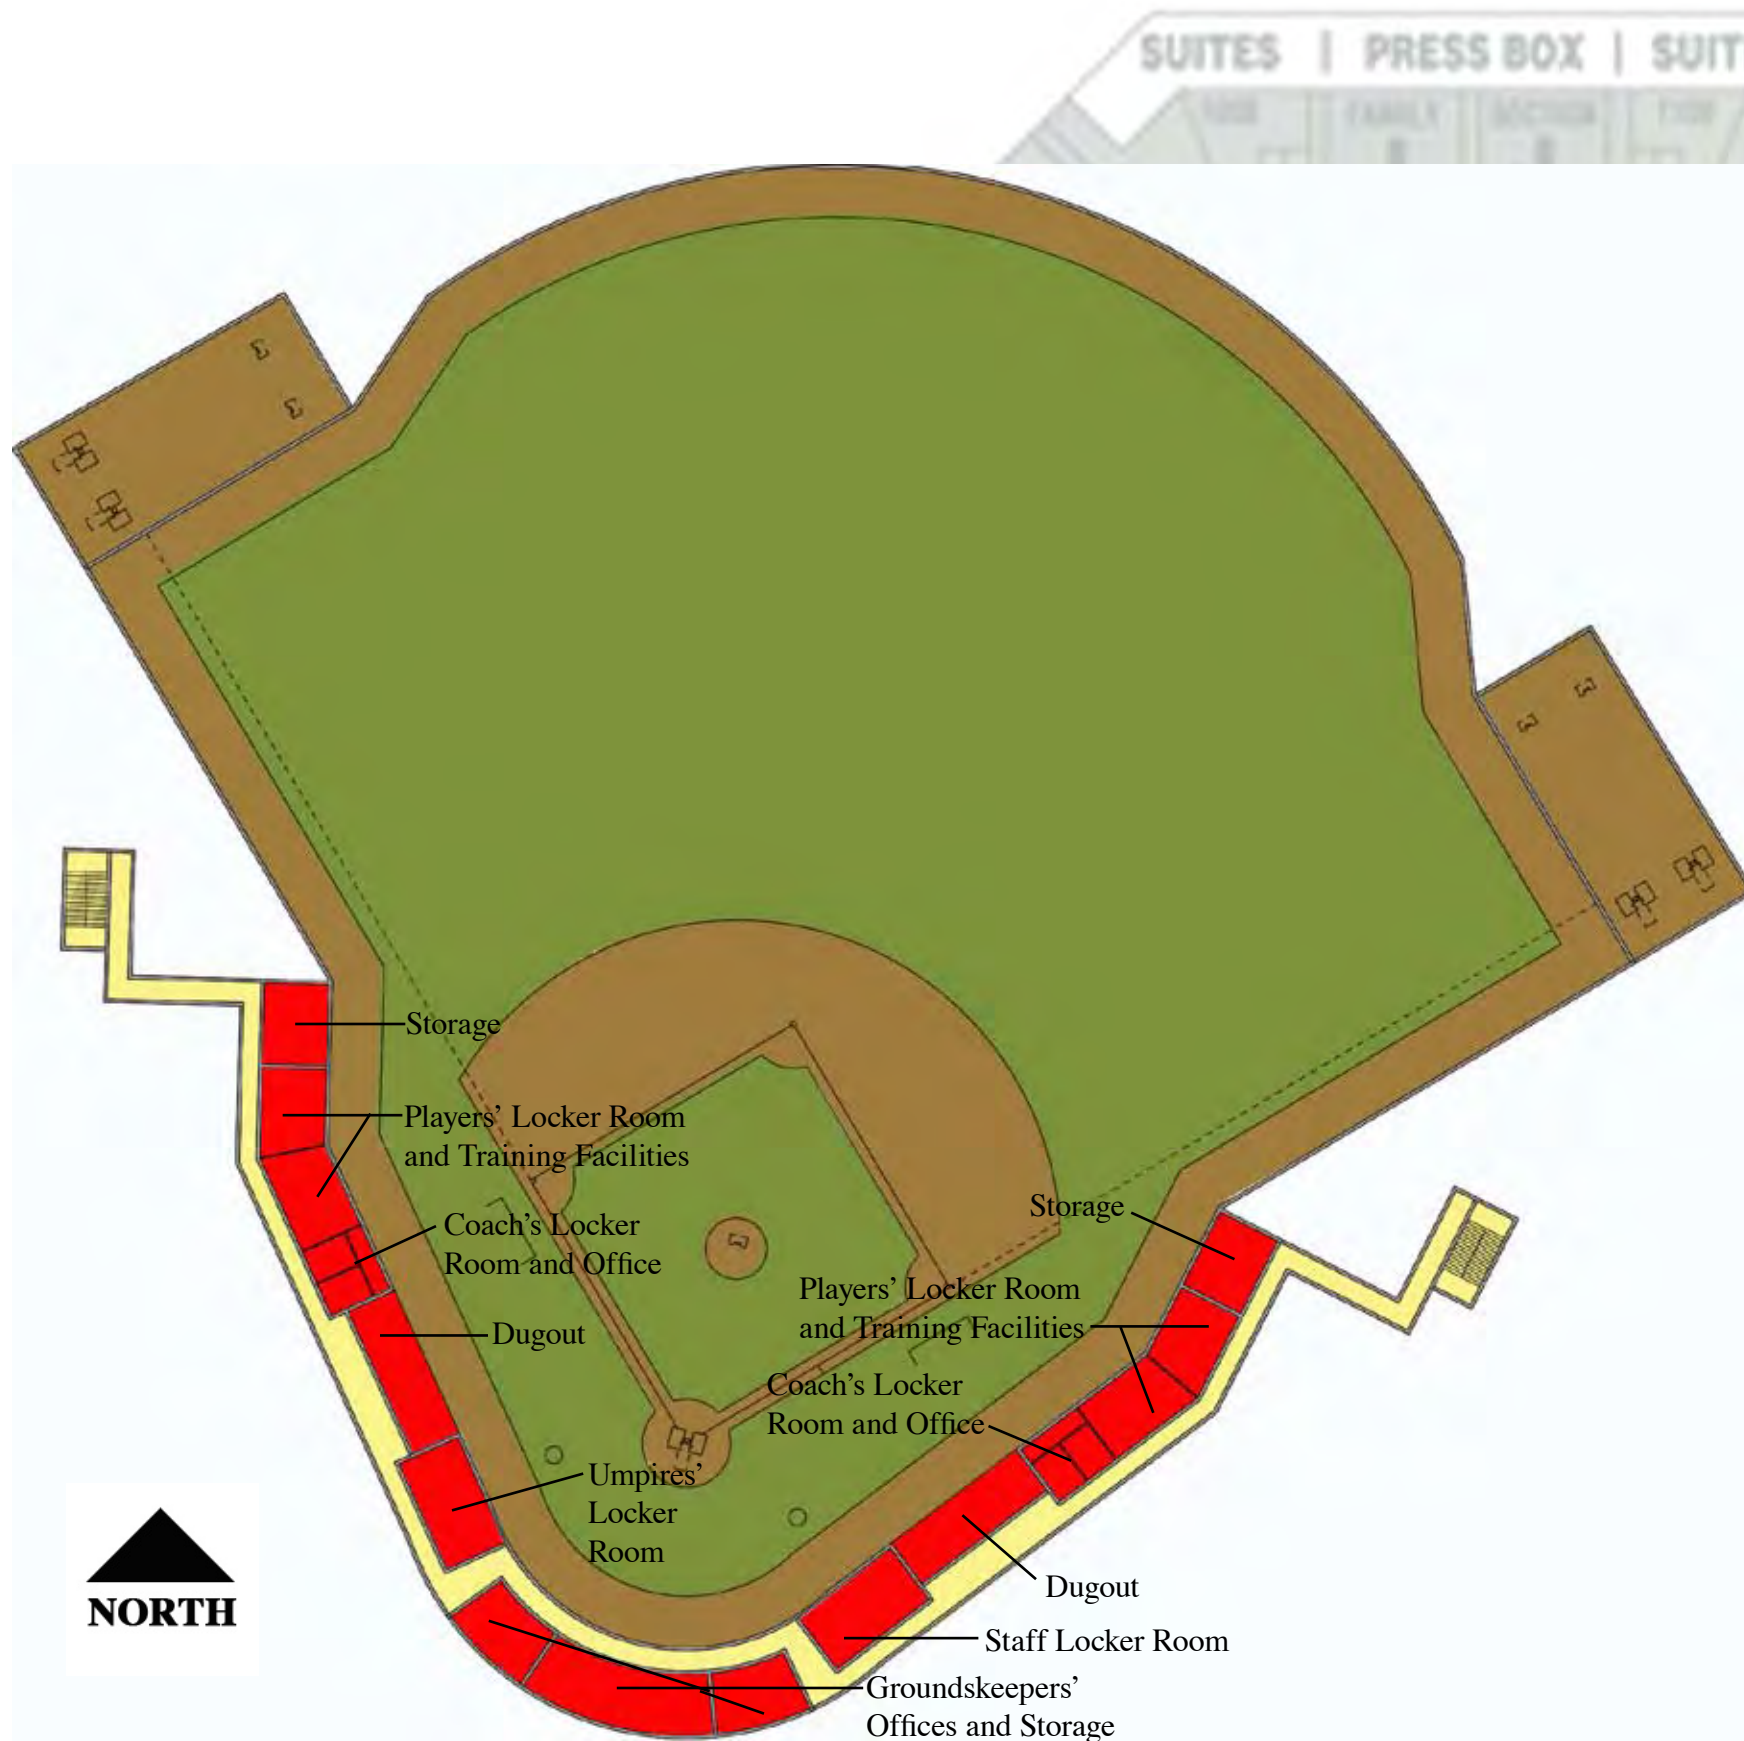 SUITES | PRESS BOX | SUIT
FAMILY
SECTION
Storage
Players’ Locker Room
and Training Facilities
Coach’s Locker
Room and Office
Dugout
Umpires’
Locker
Room
Storage
Players’ Locker Room
and Training Facilities
Coach’s Locker
Room and Office
Dugout
Staff Locker Room
Groundskeepers’
Offices and Storage
NORTH